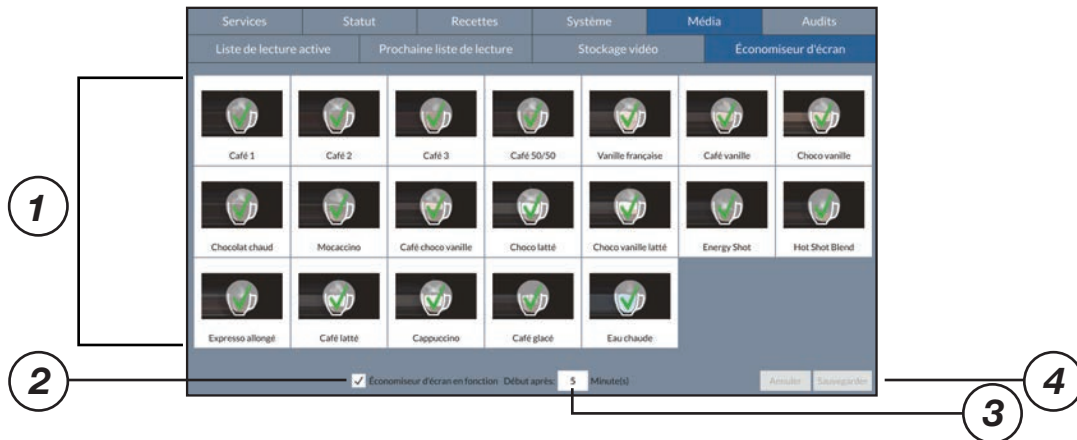 Services Statut Recettes Système Média Audits
Liste de lecture active Prochaine liste de lecture Stockage vidéo Économiseur d'écran
Café 1 Café 2 Café 3 Café 50/50 Vanille française Café vanille Choco vanille
1
Chocolat chaud Mocaccino Café choco vanille Choco latté Choco vanille latté Energy Shot Hot Shot Blend
Expresso allongé Café latté Cappuccino Café glacé Eau chaude
2 Économiseur d'écran en fonction Début après: 5 Minute(s) Annuler Sauvegarder 4
3